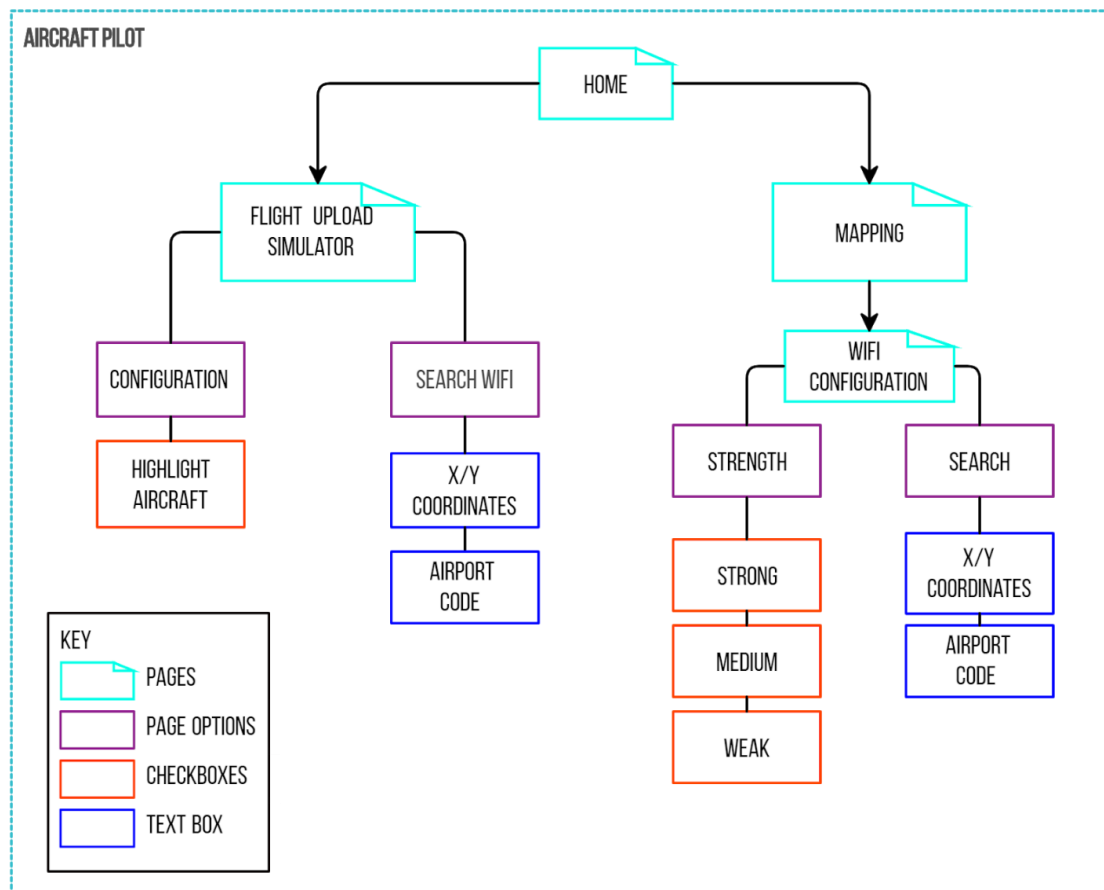 AIRCRAFT PILOT
HOME
FLIGHT UPLOAD
SIMULATOR
MAPPING
CONFIGURATION
SEARCH WIFI
WIFI
CONFIGURATION
HIGHLIGHT
AIRCRAFT
X/Y
COORDINATES
AIRPORT
CODE
STRENGTH
SEARCH
STRONG
MEDIUM
WEAK
X/Y
COORDINATES
AIRPORT
CODE
KEY
PAGES
PAGE OPTIONS
CHECKBOXES
TEXT BOX